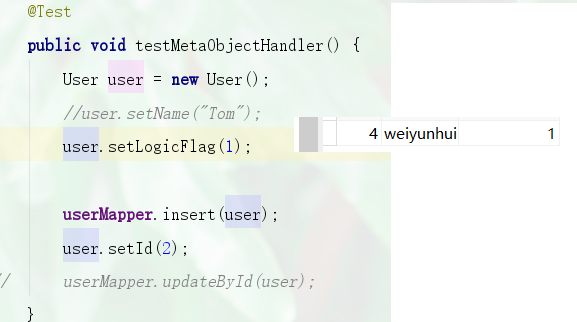 @Test
public void testMetaObjectHandler() {
User user = new User();
//user.setName("Tom");
user.setLogicFlag(1);
4 weiyunhui 1
userMapper.insert(user);
user.setId(2);
// userMapper.updateById(user);
}